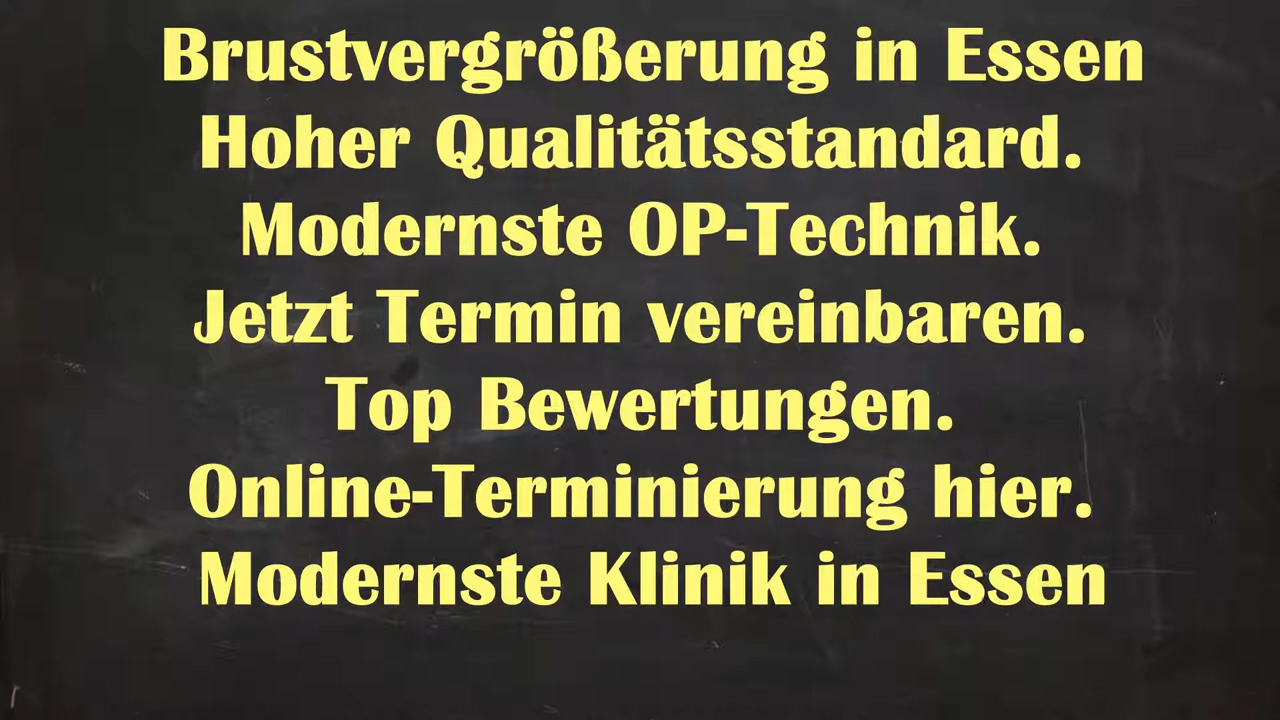 Brustvergrößerung in Essen
Hoher Qualitätsstandard.
Modernste OP-Technik.
Jetzt Termin vereinbaren.
Top Bewertungen.
Online-Terminierung hier.
Modernste Klinik in Essen